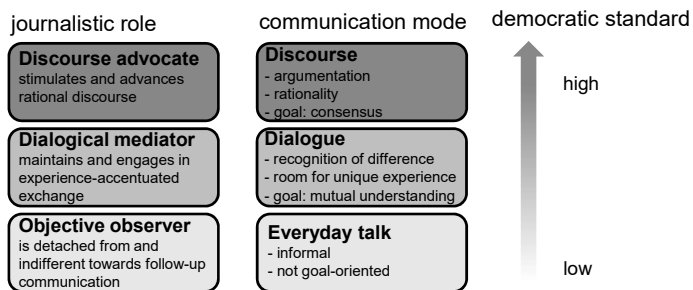 journalistic role
communication mode
democratic standard
Discourse advocate
stimulates and advances
rational discourse
Discourse
- argumentation
- rationality
- goal: consensus
high
Dialogical mediator
maintains and engages in
experience-accentuated
exchange
Dialogue
- recognition of difference
- room for unique experience
- goal: mutual understanding
Objective observer
is detached from and
indifferent towards follow-up
communication
Everyday talk
- informal
- not goal-oriented
low